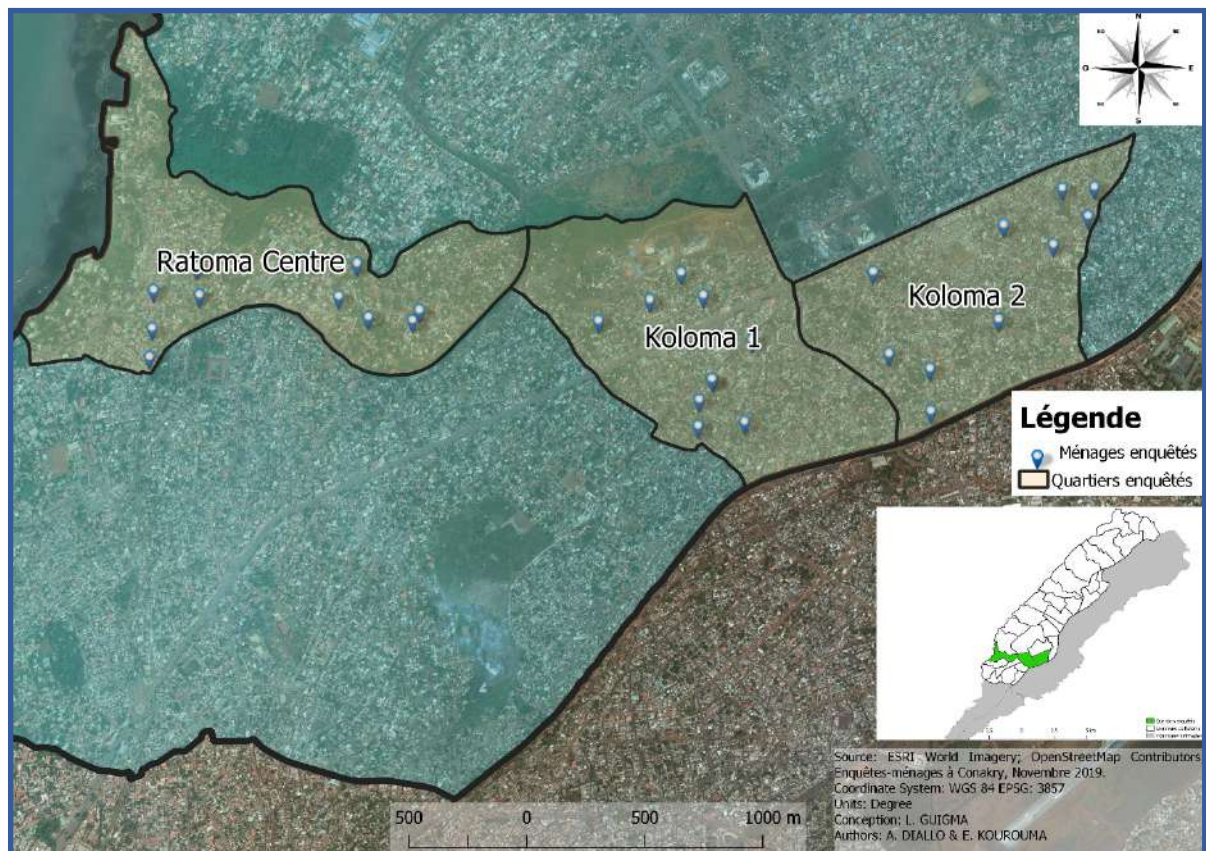 N
O
E
S
Ratoma Centre
Koloma 1
Koloma 2
Légende
Ménages enquêtés
Quartiers enquêtés
Source: ESRI World Imagery; OpenStreetMap Contributors
Enquêtes-ménages à Conakry, Novembre 2019.
Coordinate System: WGS 84 EPSG: 3857
Units: Degree
Conception: L. GUIGMA
Authors: A. DIALLO & E. KOUROUMA
500
0
500
1000 m